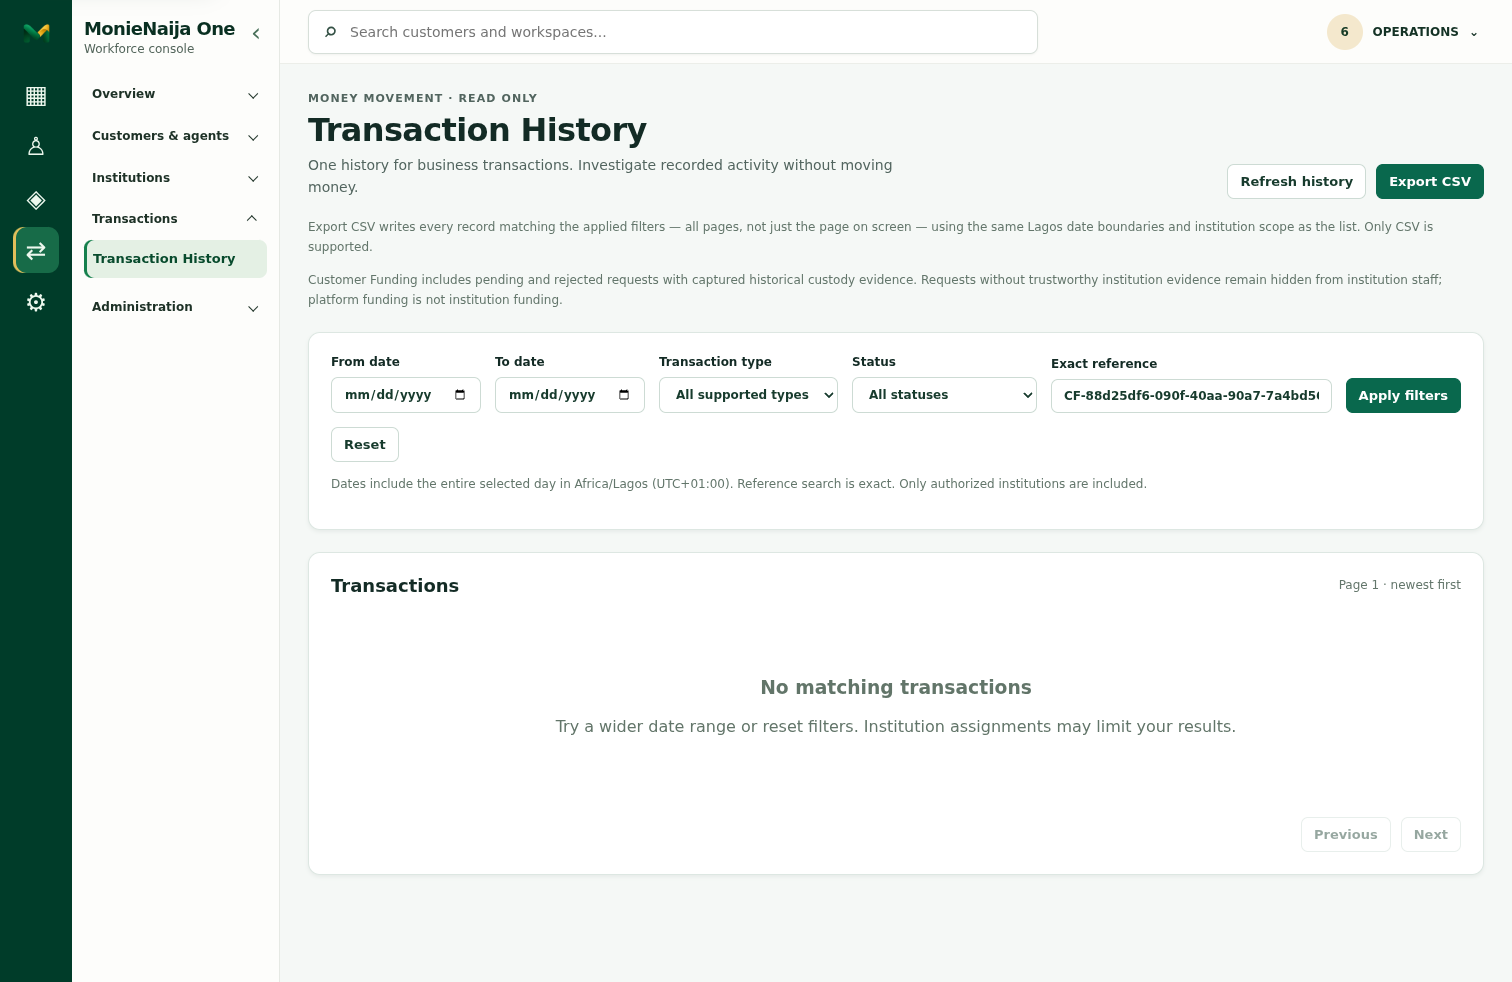 MonieNaija One
Workforce console
Overview
Customers & agents
Institutions
Transactions
Transaction History
Administration
Search customers and workspaces...
6
OPERATIONS
MONEY MOVEMENT · READ ONLY
Transaction History
One history for business transactions. Investigate recorded activity without moving
money.
Refresh history
Export CSV
Export CSV writes every record matching the applied filters — all pages, not just the page on screen — using the same Lagos date boundaries and institution scope as the list. Only CSV is
supported.
Customer Funding includes pending and rejected requests with captured historical custody evidence. Requests without trustworthy institution evidence remain hidden from institution staff;
platform funding is not institution funding.
From date
To date
Transaction type
Status
Exact reference
mm/dd/yyyy
mm/dd/yyyy
All supported types
All statuses
CF-88d25df6-090f-40aa-90a7-7a4bd5
Apply filters
Reset
Dates include the entire selected day in Africa/Lagos (UTC+01:00). Reference search is exact. Only authorized institutions are included.
Transactions
Page 1 · newest first
No matching transactions
Try a wider date range or reset filters. Institution assignments may limit your results.
Previous
Next